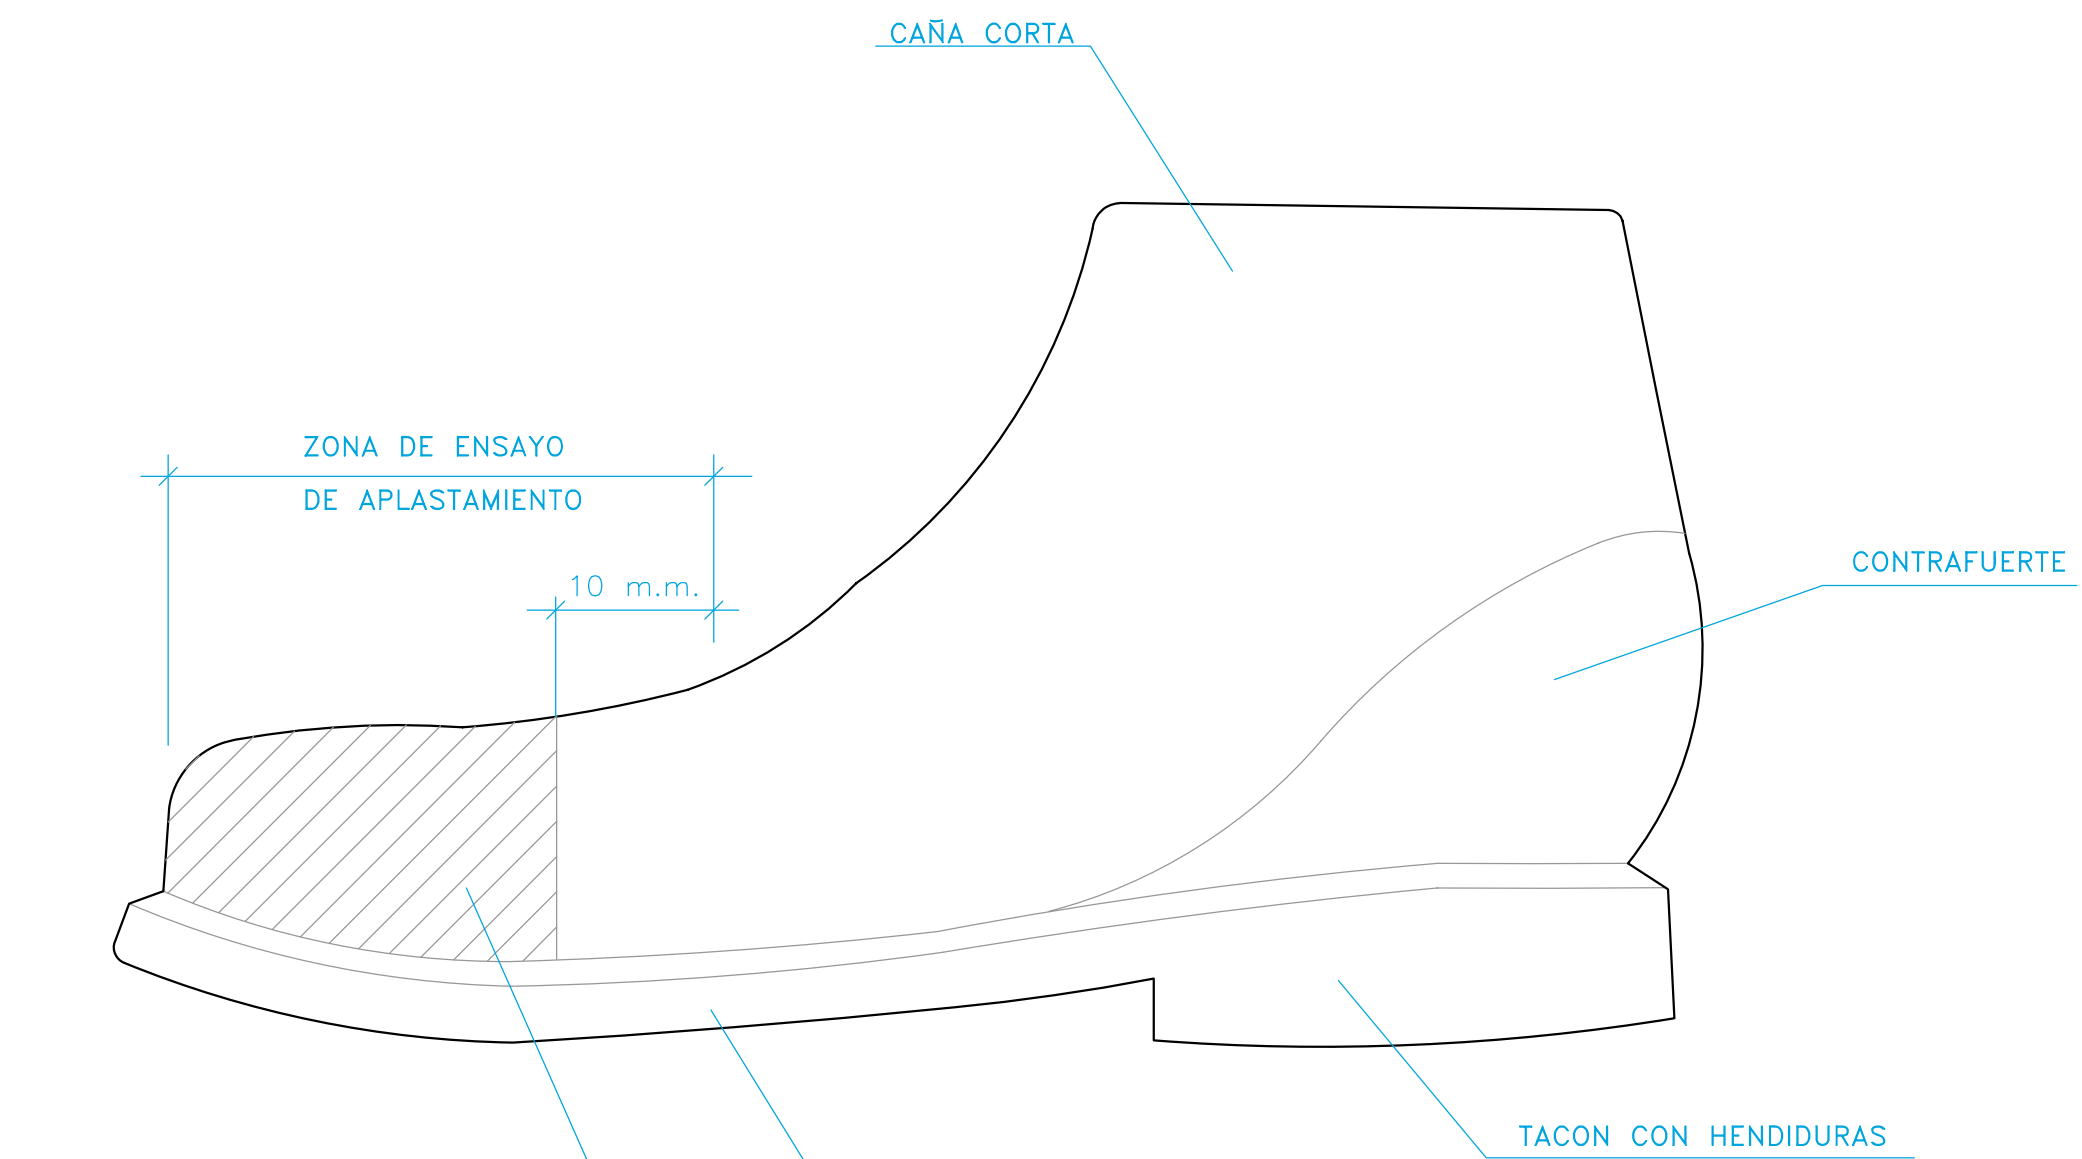 CAÑA CORTA
ZONA DE ENSAYO
DE APLASTAMIENTO
10 m.m.
CONTRAFUERTE
TACON CON HENDIDURAS